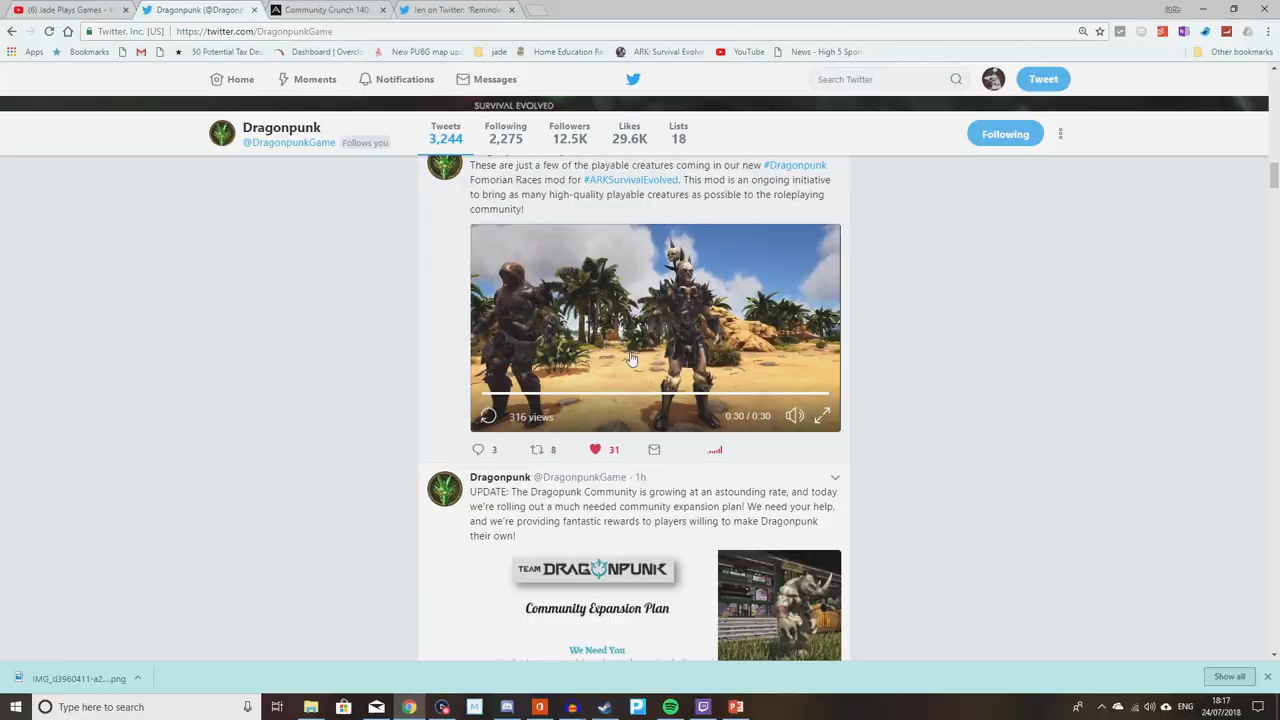 (6) Jade Plays Games -
Dragonpunk (@Dragonp
Community Crunch 140
Jen on Twitter: "Reminde
Twitter, Inc. [US]
https://twitter.com/DragonpunkGame
Apps
Bookmarks
50 Potential Tax Dec
Dashboard | Overcl
New PUBG map up
jade
Home Education Re
ARK: Survival Evolve
YouTube
News - High 5 Sport
Other bookmarks
Home
Moments
Notifications
Messages
Search Twitter
Tweet
SURVIVAL EVOLVED
Dragonpunk
@DragonpunkGame Follows you
Tweets
3,244
Following
2,275
Followers
12.5K
Likes
29.6K
Lists
18
Following
These are just a few of the playable creatures coming in our new #Dragonpunk
Fomorian Races mod for #ARKSurvivalEvolved. This mod is an ongoing initiative
to bring as many high-quality playable creatures as possible to the roleplaying
community!
316 views
0:30 / 0:30
3 8 31
Dragonpunk @DragonpunkGame · 1h
UPDATE: The Dragopunk Community is growing at an astounding rate, and today
we're rolling out a much needed community expansion plan! We need your help,
and we're providing fantastic rewards to players willing to make Dragonpunk
their own!
TEAM DRAGONPUNK
Community Expansion Plan
We Need You
IMG_d3960411-a2....png
Show all
Type here to search
ENG
18:17
24/07/2018